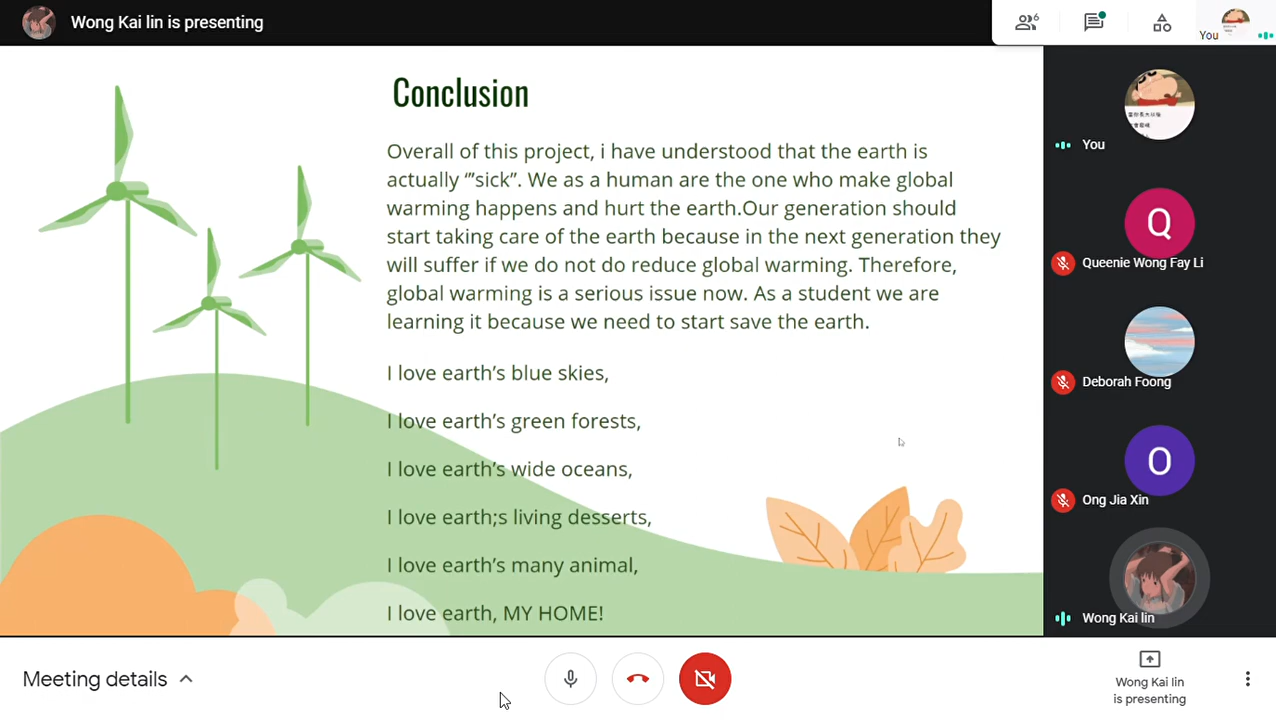 Wong Kai lin is presenting
6
You
Conclusion
Overall of this project, i have understood that the earth is
actually “”sick”. We as a human are the one who make global
warming happens and hurt the earth.Our generation should
start taking care of the earth because in the next generation they
will suffer if we do not do reduce global warming. Therefore,
global warming is a serious issue now. As a student we are
learning it because we need to start save the earth.
I love earth’s blue skies,
I love earth’s green forests,
I love earth’s wide oceans,
I love earth;s living desserts,
I love earth’s many animal,
I love earth, MY HOME!
You
Q
Queenie Wong Fay Li
Deborah Foong
O
Ong Jia Xin
Wong Kai lin
Meeting details
Wong Kai lin
is presenting